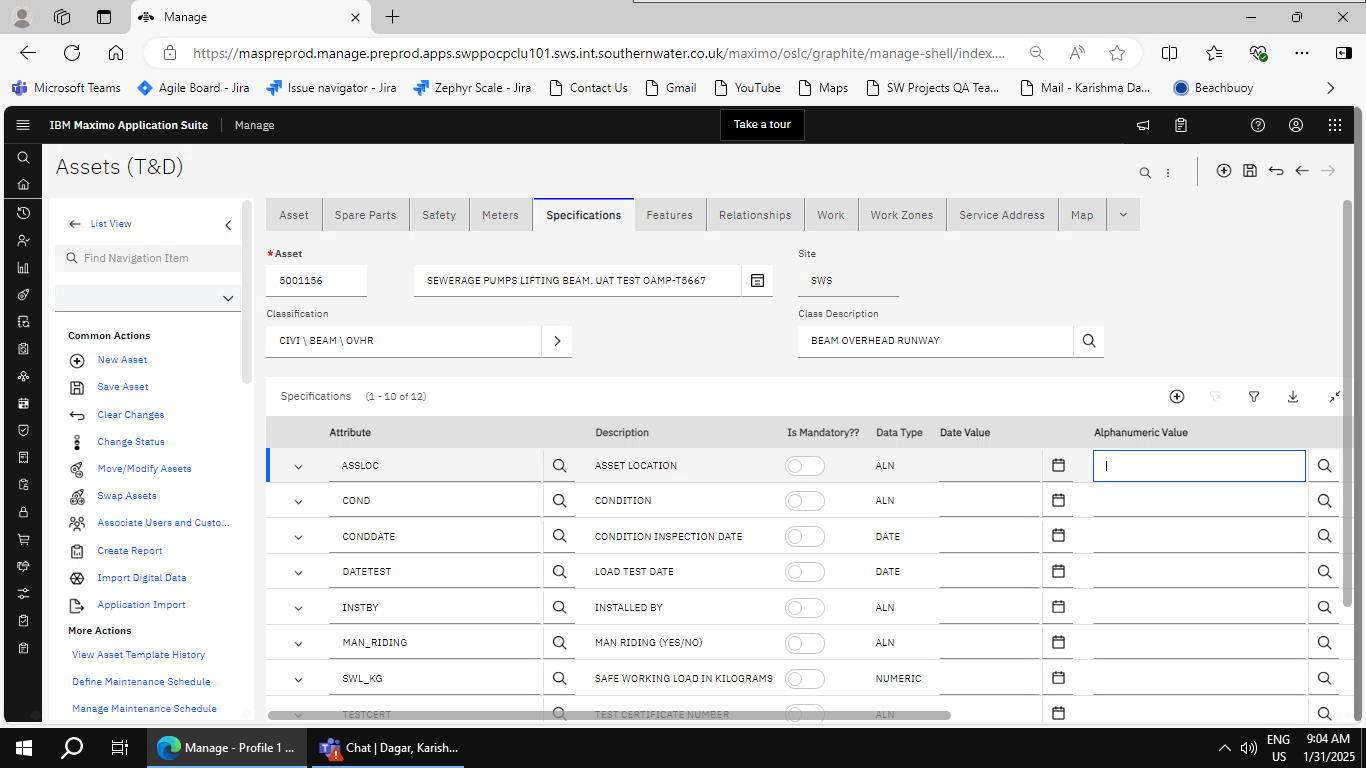 Manage
https://maspreprod.manage.preprod.apps.swppocpclu101.sws.int.southernwater.co.uk/maximo/oslc/graphite/manage-shell/index....
Microsoft Teams
Agile Board - Jira
Issue navigator - Jira
Zephyr Scale - Jira
Contact Us
Gmail
YouTube
Maps
SW Projects QA Tea...
Mail - Karishma Da...
Beachbuoy
IBM Maximo Application Suite
Manage
Take a tour
Assets (T&D)
List View
Find Navigation Item
Common Actions
New Asset
Save Asset
Clear Changes
Change Status
Move/Modify Assets
Swap Assets
Associate Users and Custo...
Create Report
Import Digital Data
Application Import
More Actions
View Asset Template History
Define Maintenance Schedule
Manage Maintenance Schedule
Asset Spare Parts Safety Meters Specifications Features Relationships Work Work Zones Service Address Map
*Asset Site
5001156 SEWERAGE PUMPS LIFTING BEAM. UAT TEST OAMP-T5667 SWS
Classification Class Description
CIVI \ BEAM \ OVHR BEAM OVERHEAD RUNWAY
Specifications (1 - 10 of 12)
Attribute Description Is Mandatory?? Data Type Date Value Alphanumeric Value
ASSLOC ASSET LOCATION ALN
COND CONDITION ALN
CONDDATE CONDITION INSPECTION DATE DATE
DATETEST LOAD TEST DATE DATE
INSTBY INSTALLED BY ALN
MAN_RIDING MAN RIDING (YES/NO) ALN
SWL_KG SAFE WORKING LOAD IN KILOGRAMS NUMERIC
TESTCERT TEST CERTIFICATE NUMBER ALN
Manage - Profile 1 ...
Chat | Dagar, Karish...
ENG
US
9:04 AM
1/31/2025